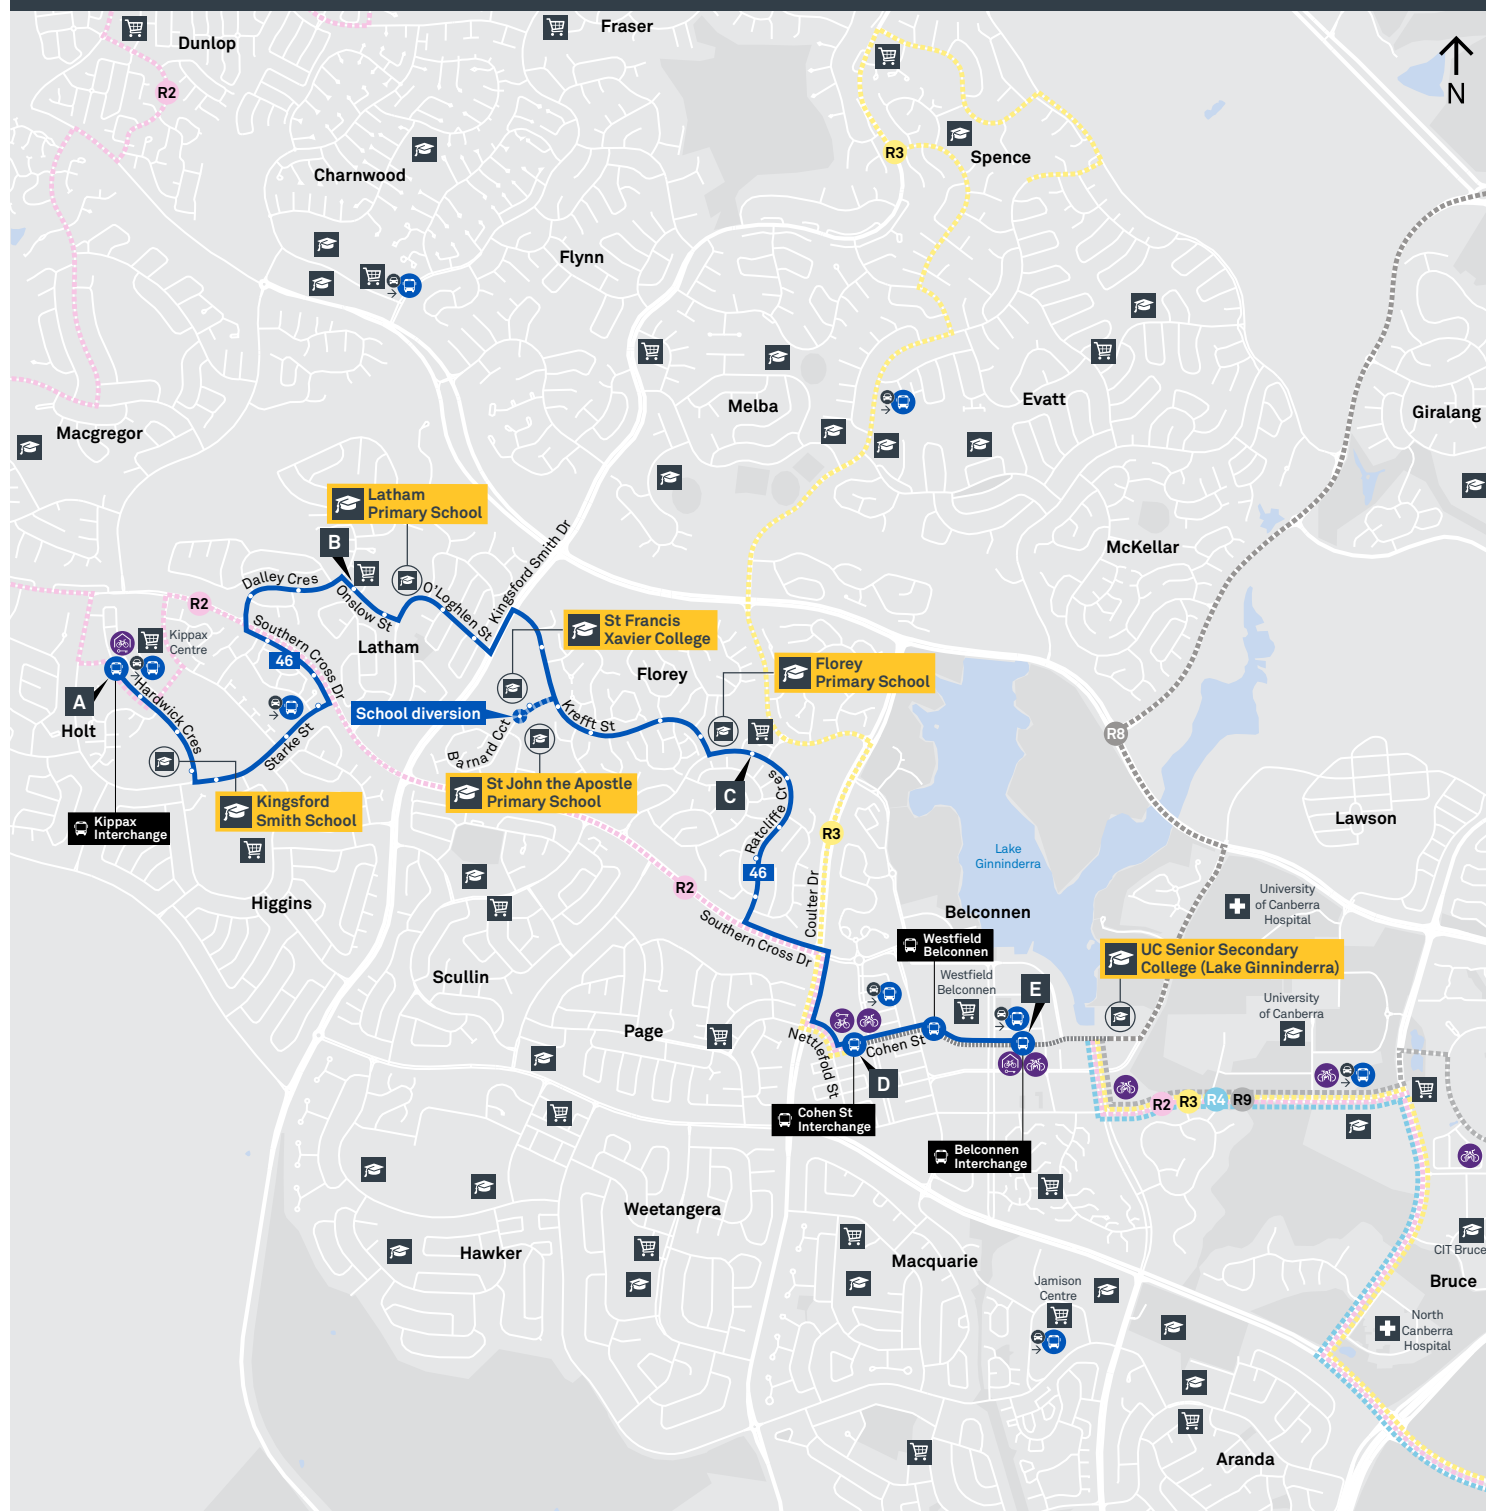 Dunlop
Fraser
N
R2
R3
Spence
Charnwood
Flynn
Melba
Evatt
Giralang
Macgregor
Latham
Primary School
B
Kingsford Smith Dr
McKellar
Dalley Cres
Onslow St
O'Loghlen St
R2
Southern Cross Dr
Kippax
Centre
Latham
46
St Francis
Xavier College
Florey
Florey
Primary School
A
Holt
Hardwick Cres
Starke St
School diversion
Barnard Cct
Krefft St
R8
St John the Apostle
Primary School
C
Ratcliffe Cres
Kingsford
Smith School
Kippax
Interchange
R3
Lawson
Lake
Ginninderra
46
Higgins
R2
Coulter Dr
Southern Cross Dr
University
of Canberra
Hospital
Belconnen
Westfield
Belconnen
UC Senior Secondary
College (Lake Ginninderra)
Scullin
Westfield
Belconnen
E
University
of Canberra
Page
Nettlefold St
Cohen St
D
Cohen St
Interchange
R2
R3
R4
R9
Belconnen
Interchange
Weetangera
Hawker
Macquarie
CIT Bruce
Bruce
Jamison
Centre
North
Canberra
Hospital
Aranda